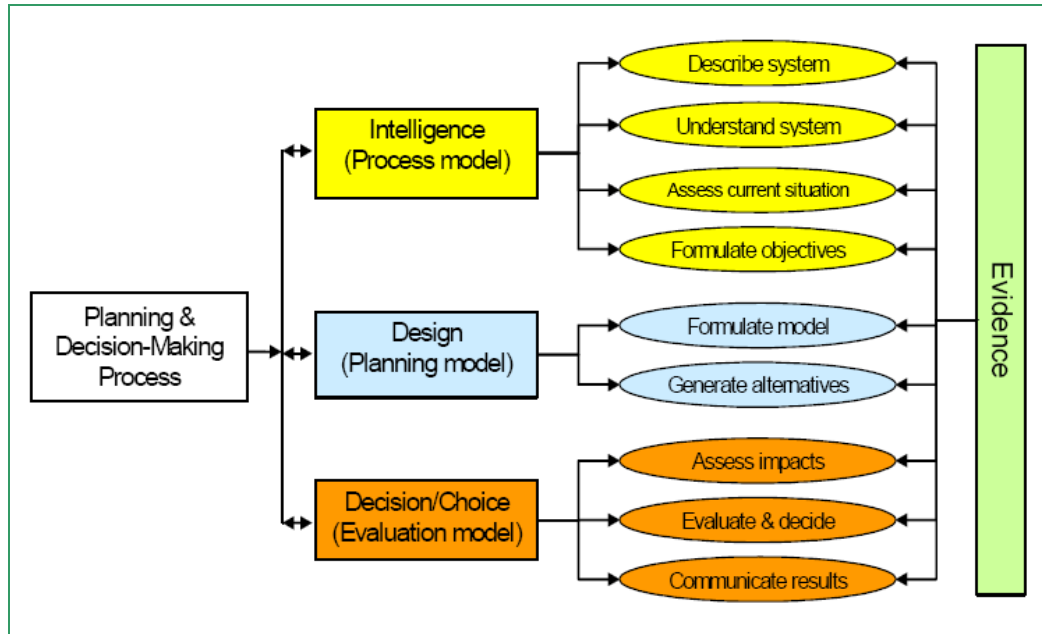 Planning &
Decision-Making
Process
Intelligence
(Process model)
Describe system
Understand system
Assess current situation
Formulate objectives
Design
(Planning model)
Formulate model
Generate alternatives
Decision/Choice
(Evaluation model)
Assess impacts
Evaluate & decide
Communicate results
Evidence